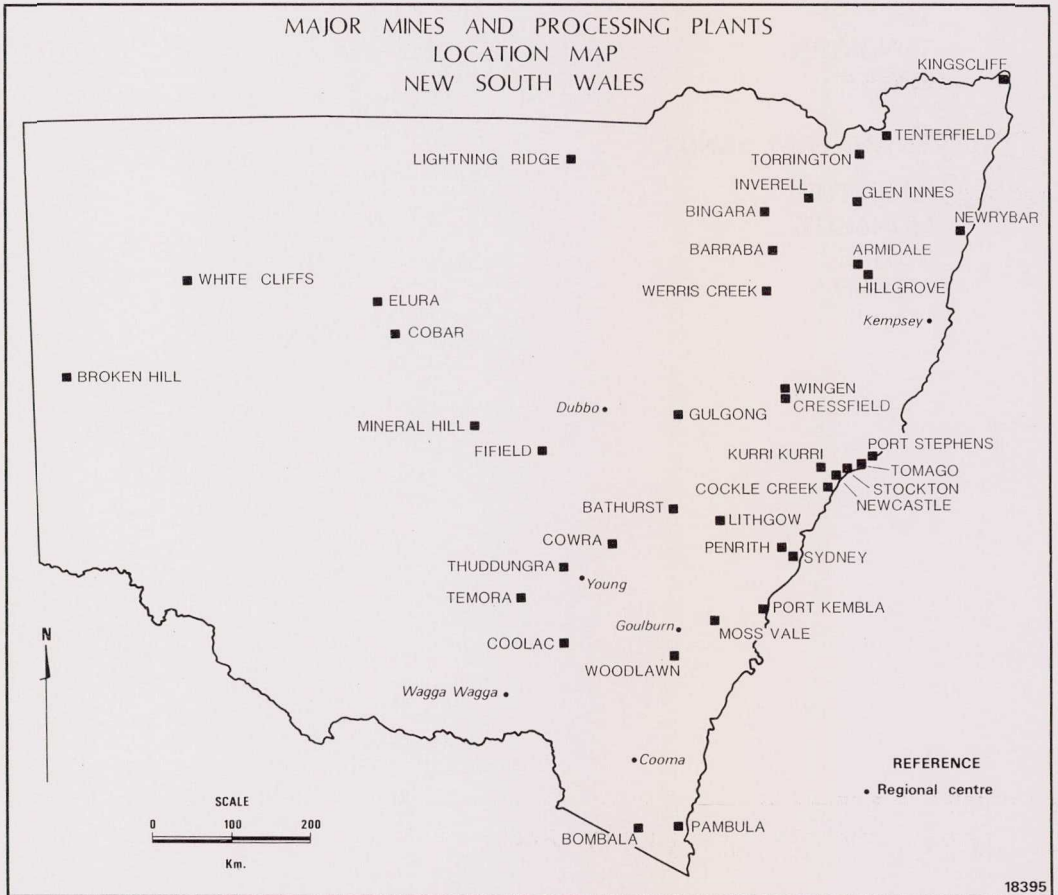 MAJOR MINES AND PROCESSING PLANTS
LOCATION MAP
NEW SOUTH WALES
KINGSCLIFF
TENTERFIELD
LIGHTNING RIDGE
TORRINGTON
INVERELL
GLEN INNES
BINGARA
NEWRYBAR
BARRABA
ARMIDALE
WHITE CLIFFS
WERRIS CREEK
HILLGROVE
ELURA
Kempsey
COBAR
BROKEN HILL
WINGEN
CRESSFIELD
Dubbo
GULGONG
MINERAL HILL
PORT STEPHENS
FIFIELD
KURRI KURRI
TOMAGO
COCKLE CREEK
STOCKTON
NEWCASTLE
BATHURST
LITHGOW
COWRA
PENRITH
SYDNEY
THUDDUNGRA
Young
TEMORA
PORT KEMBLA
Goulburn
MOSS VALE
N
COOLAC
WOODLAWN
Wagga Wagga
Cooma
REFERENCE
Regional centre
SCALE
0 100 200
Km.
BOMBALA
PAMBULA
18395